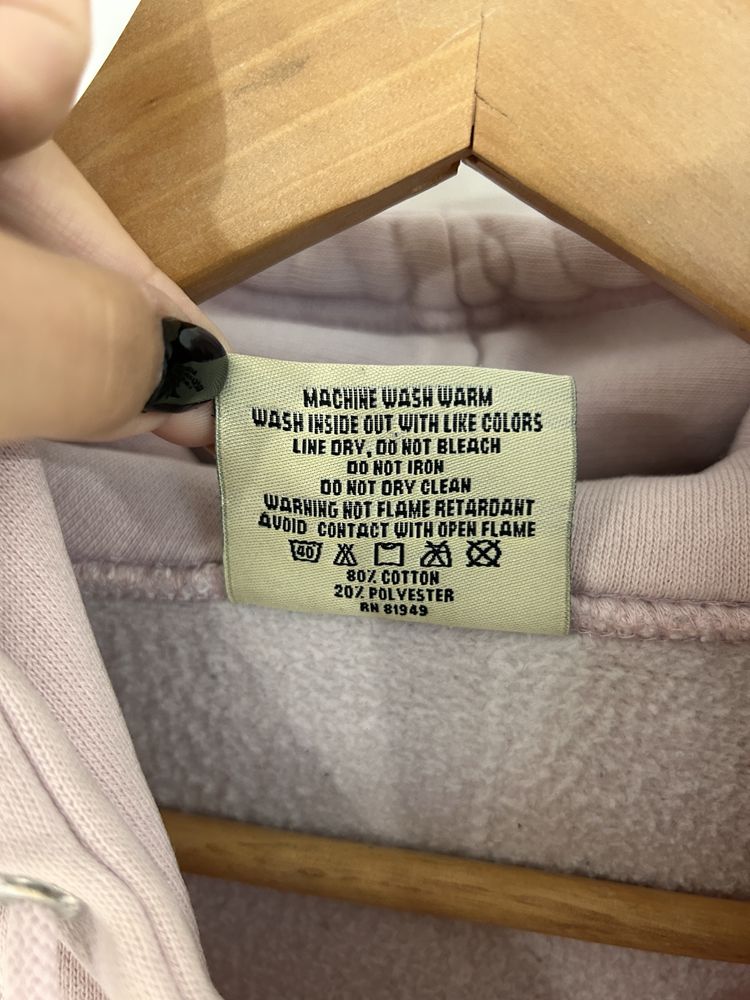 MACHINE WASH WARM
WASH INSIDE OUT WITH LIKE COLORS
LINE DRY, DO NOT BLEACH
DO NOT IRON
DO NOT DRY CLEAN
WARNING NOT FLAME RETARDANT
AVOID CONTACT WITH OPEN FLAME
40
80% COTTON
20% POLYESTER
RN 81949